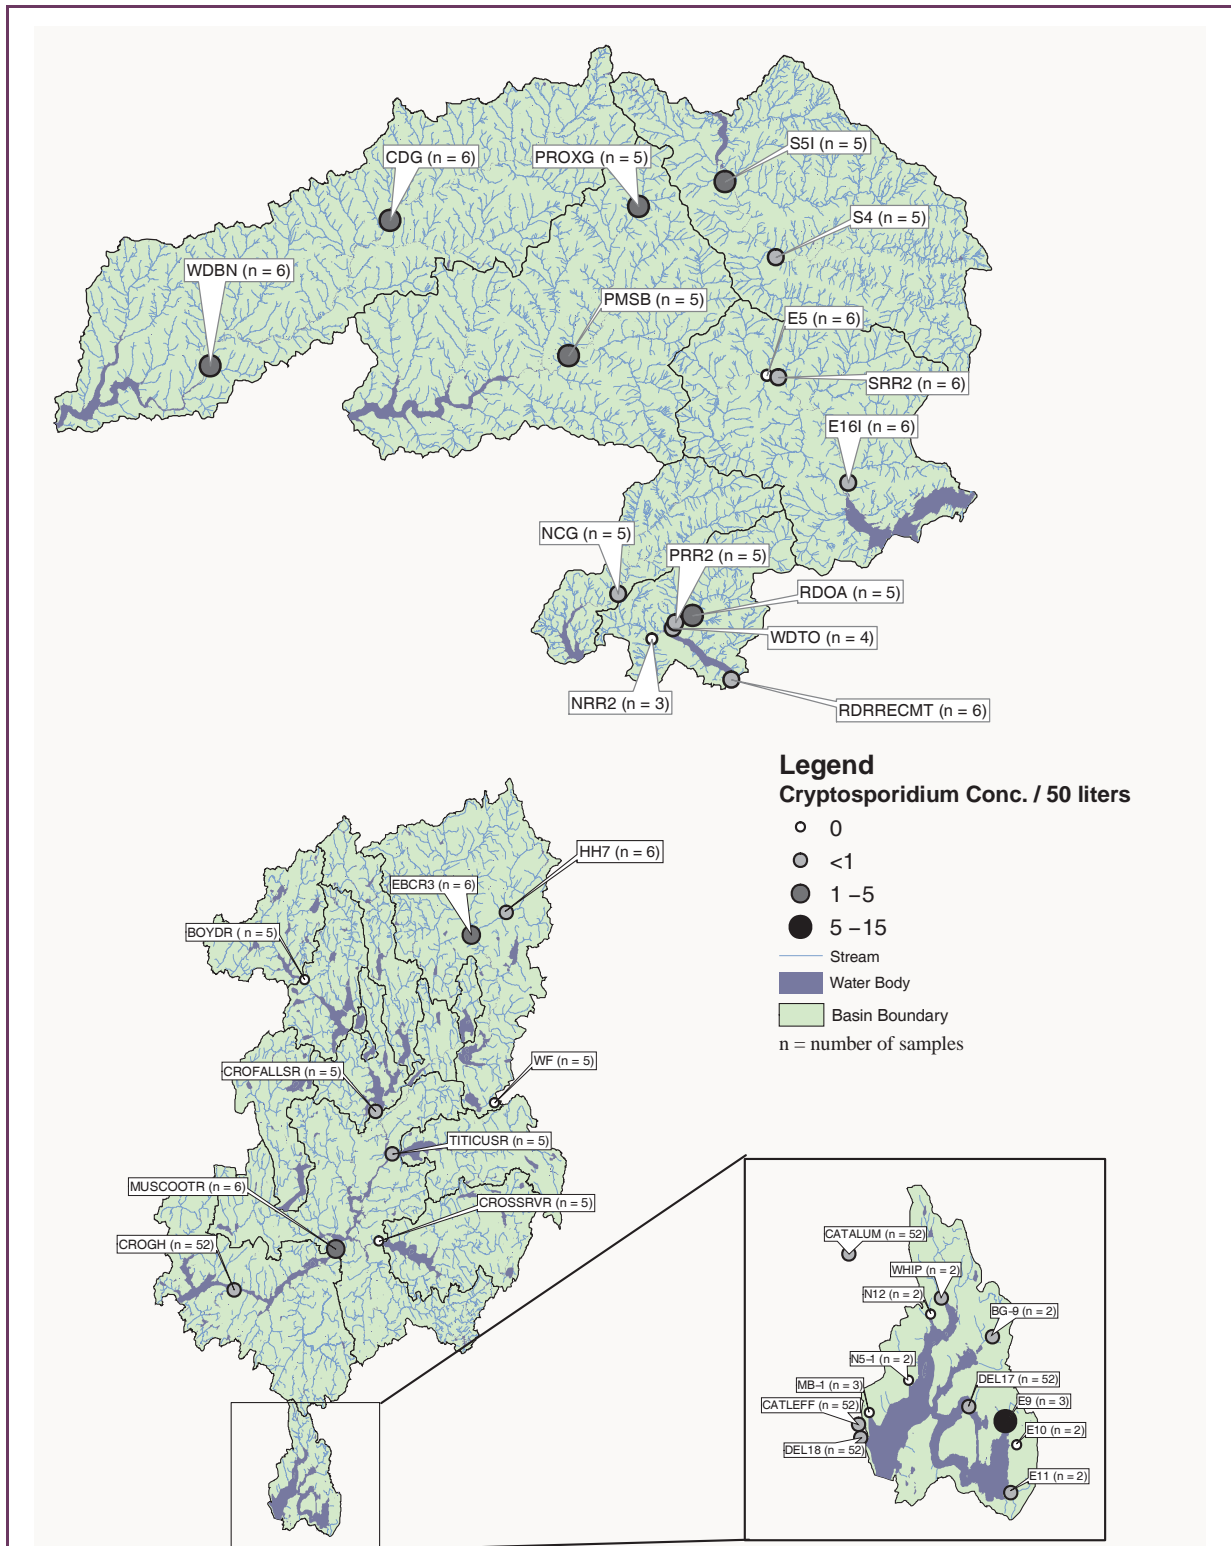 CDG (n = 6)
PROXG (n = 5)
S5I (n = 5)
S4 (n = 5)
WDBN (n = 6)
PMSB (n = 5)
E5 (n = 6)
SRR2 (n = 6)
E16I (n = 6)
NCG (n = 5)
PRR2 (n = 5)
RDOA (n = 5)
WDTO (n = 4)
NRR2 (n = 3)
RDRRECMT (n = 6)
Legend
Cryptosporidium Conc. / 50 liters
0
<1
1 –5
5 –15
Stream
Water Body
Basin Boundary
n = number of samples
HH7 (n = 6)
EBCR3 (n = 6)
BOYDR ( n = 5)
WF (n = 5)
CROFALLSR (n = 5)
TITICUSR (n = 5)
MUSCOOTR (n = 6)
CROSSRVR (n = 5)
CROGH (n = 52)
CATALUM (n = 52)
WHIP (n = 2)
N12 (n = 2)
BG-9 (n = 2)
N5-1 (n = 2)
DEL17 (n = 52)
MB-1 (n = 3)
E9 (n = 3)
CATLEFF (n = 52)
E10 (n = 2)
DEL18 (n = 52)
E11 (n = 2)